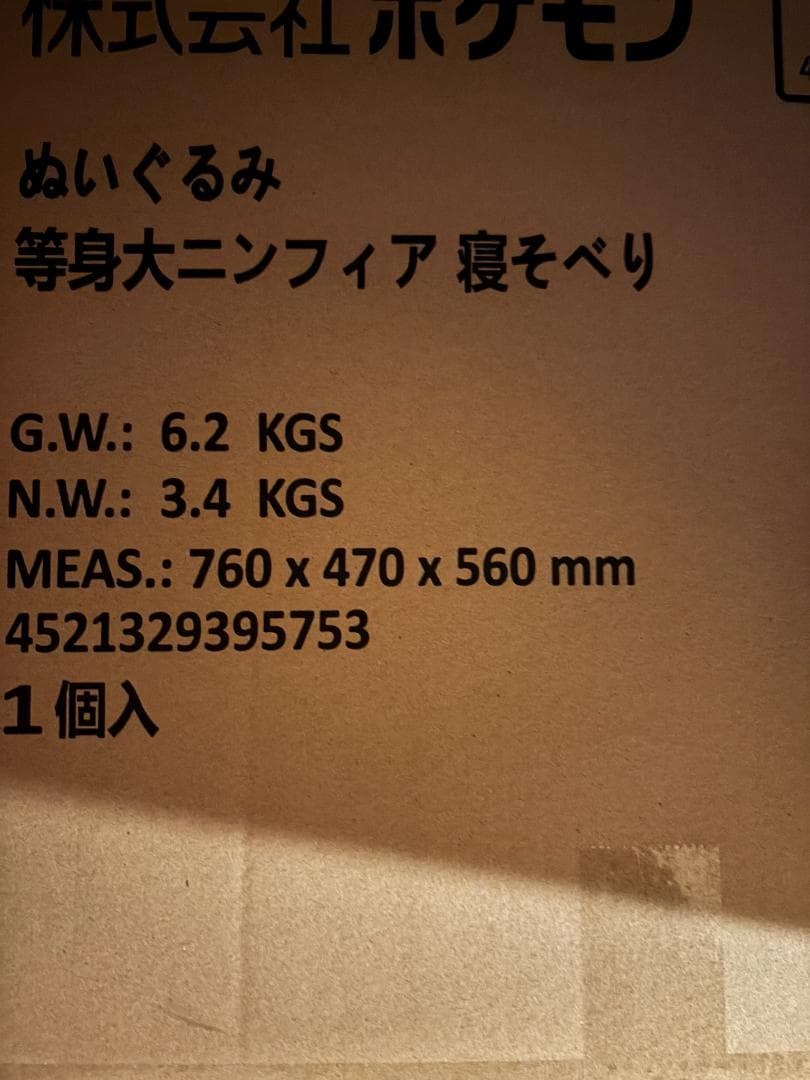 株式会社ポケモン
ぬいぐるみ
等身大ニンフィア 寝そべり
G.W.: 6.2 KGS
N.W.: 3.4 KGS
MEAS.: 760 x 470 x 560 mm
4521329395753
1個入